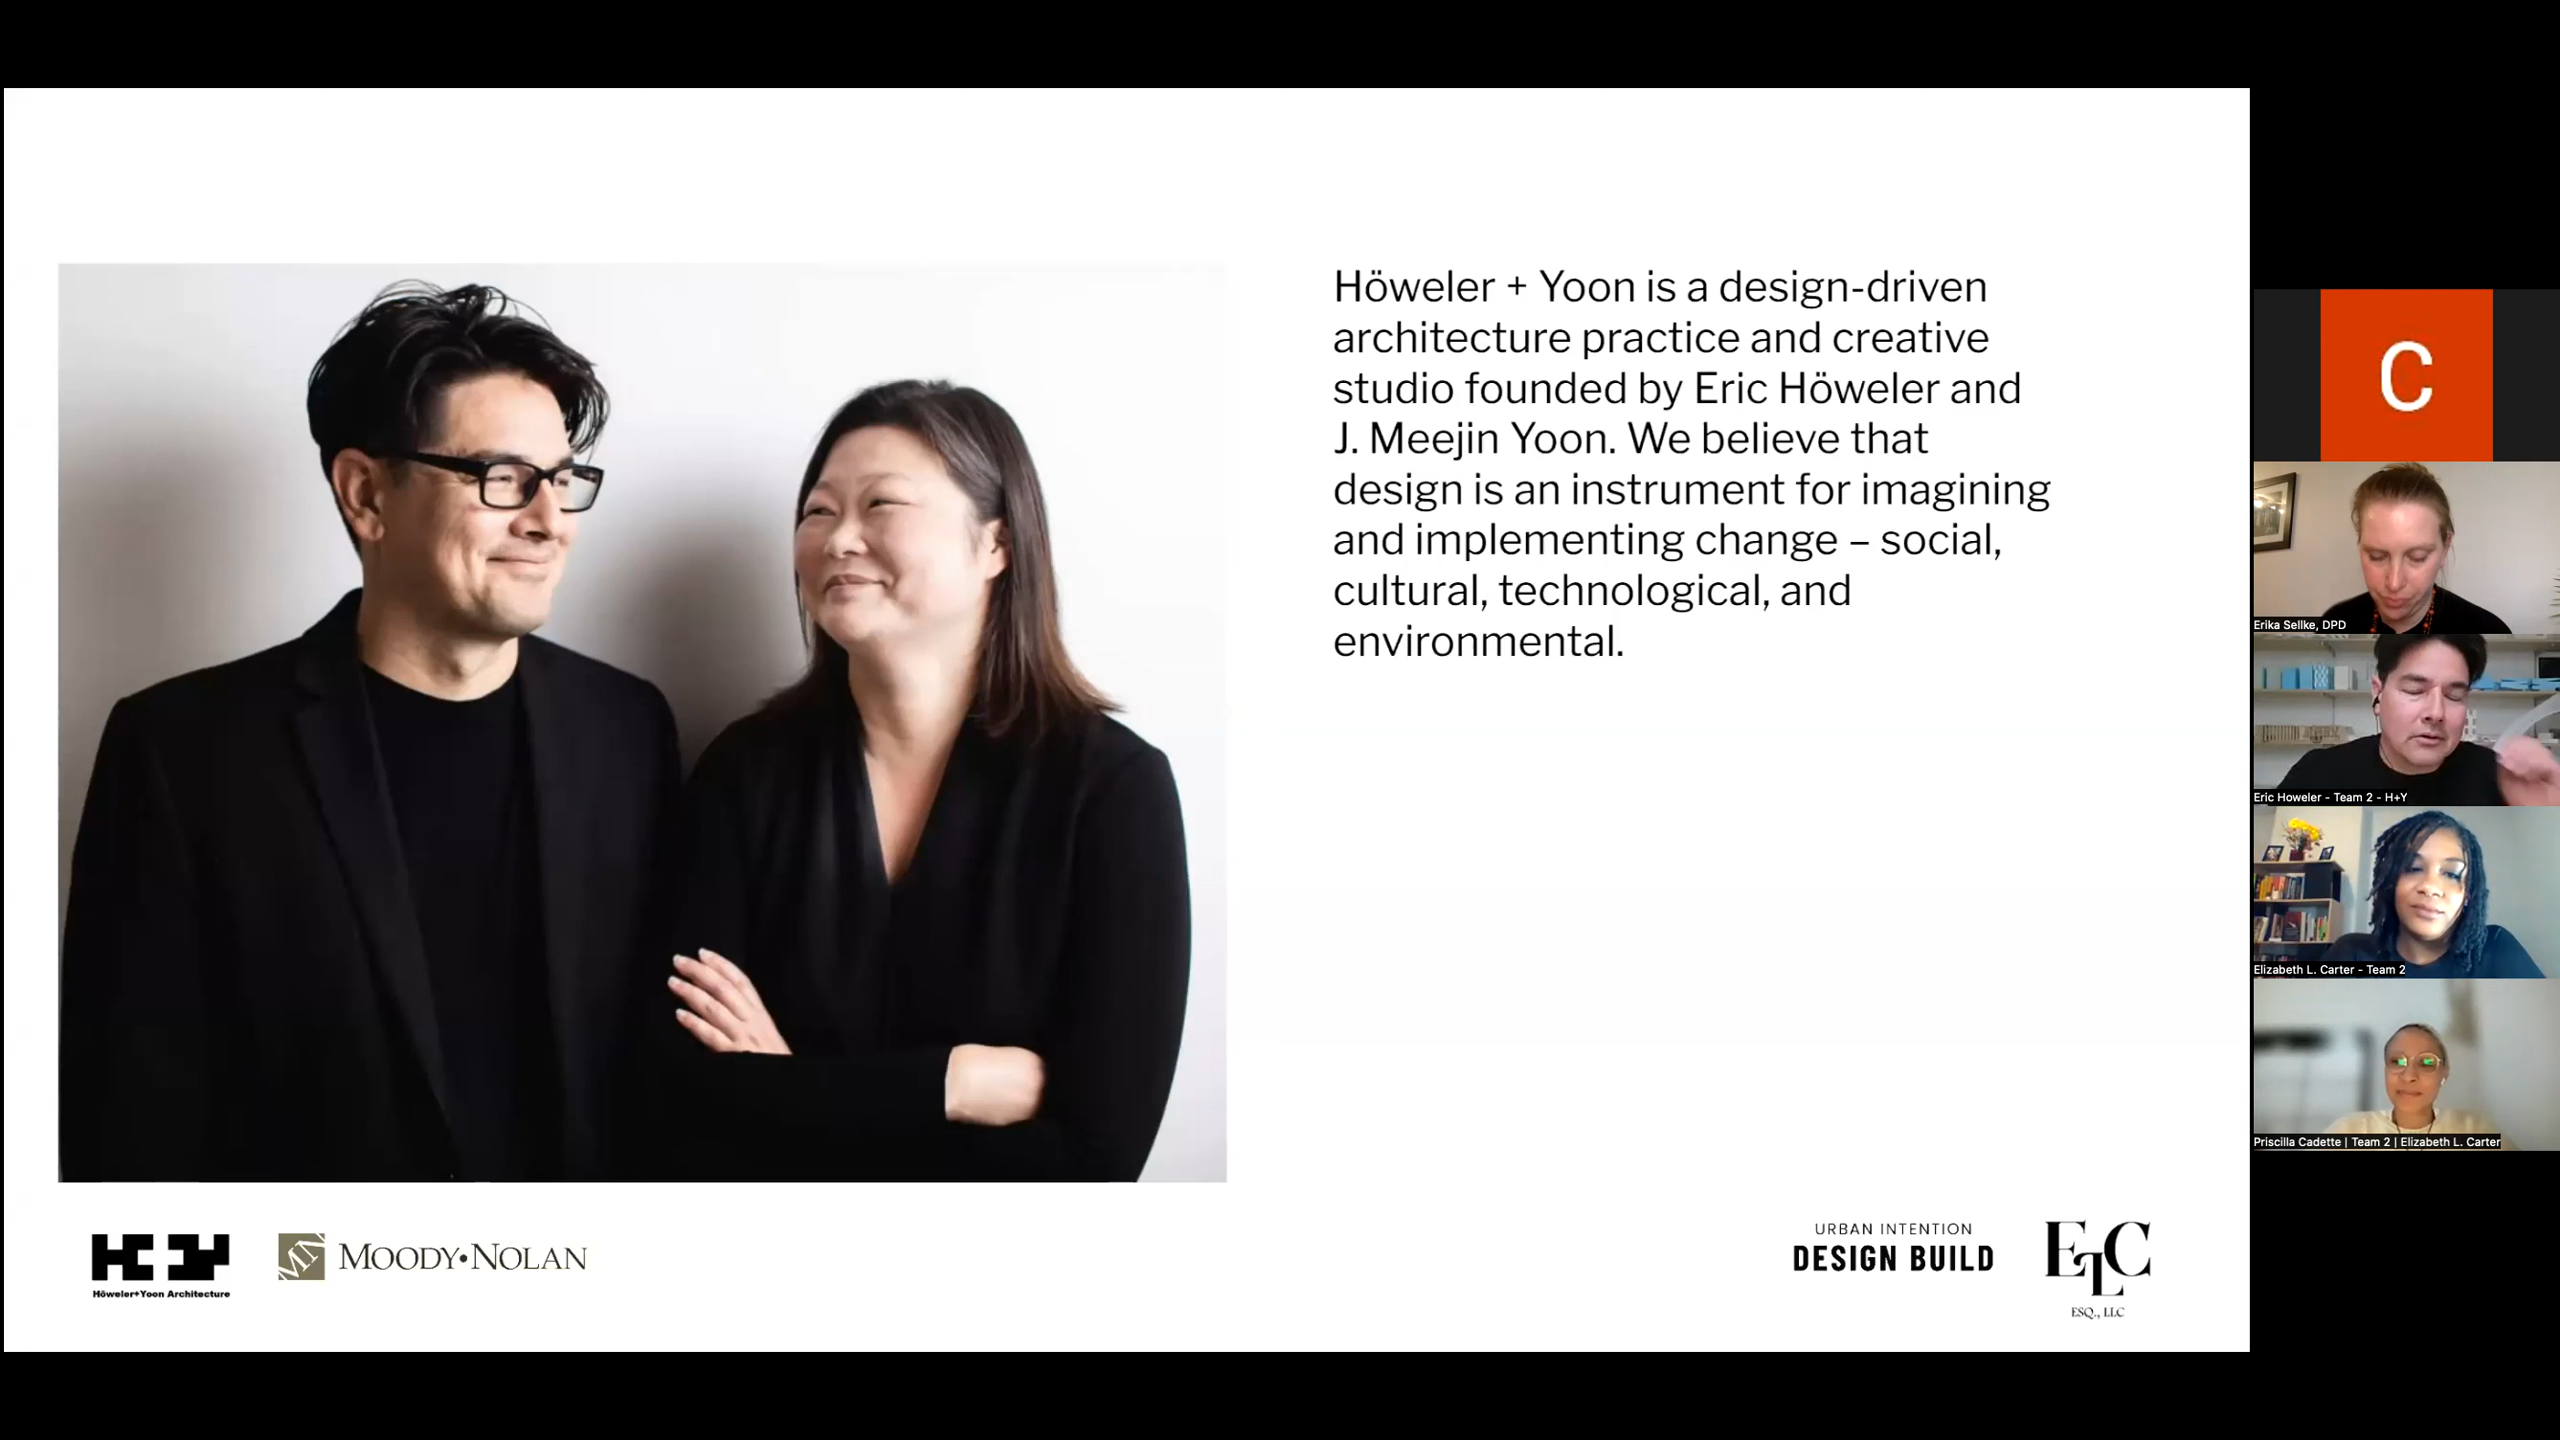 Höweler + Yoon is a design-driven
architecture practice and creative
studio founded by Eric Höweler and
J. Meejin Yoon. We believe that
design is an instrument for imagining
and implementing change – social,
cultural, technological, and
environmental.
C
Erika Sellke, DPD
Eric Howeler - Team 2 - H+Y
Elizabeth L. Carter - Team 2
Priscilla Cadette | Team 2 | Elizabeth L. Carter
H Y
Höweler+Yoon Architecture
MN
MOODY•NOLAN
URBAN INTENTION
DESIGN BUILD
ELC
ESQ., LLC